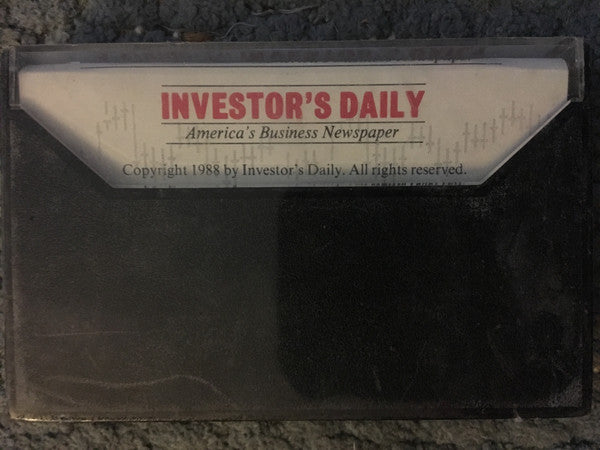 INVESTOR'S DAILY
America's Business Newspaper
Copyright 1988 by Investor's Daily. All rights reserved.